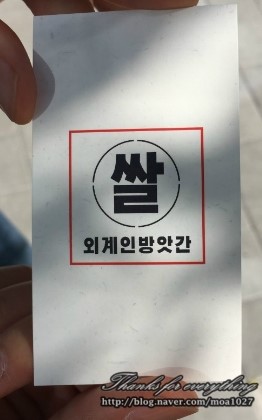 쌀
외계인방앗간
Thanks for everything
http://blog.naver.com/moa1027